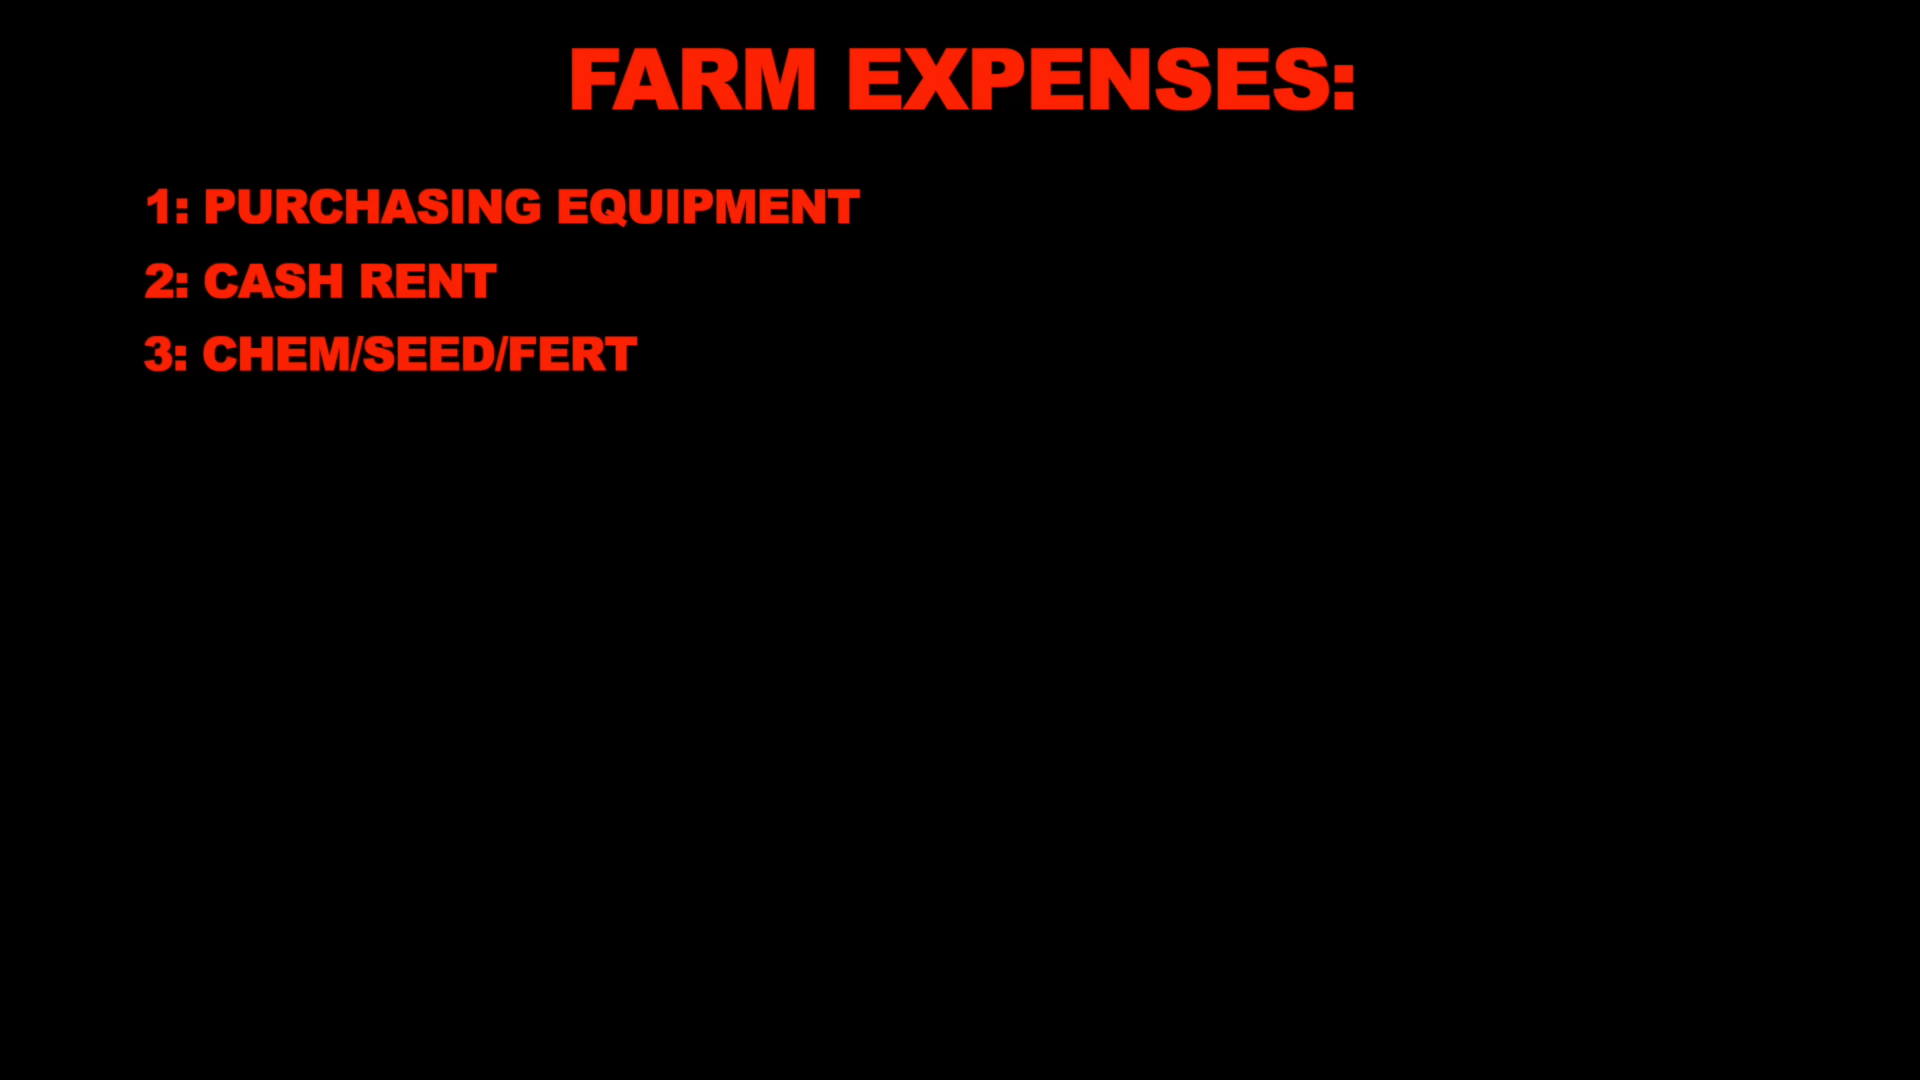 FARM EXPENSES:
1: PURCHASING EQUIPMENT
2: CASH RENT
3: CHEM/SEED/FERT